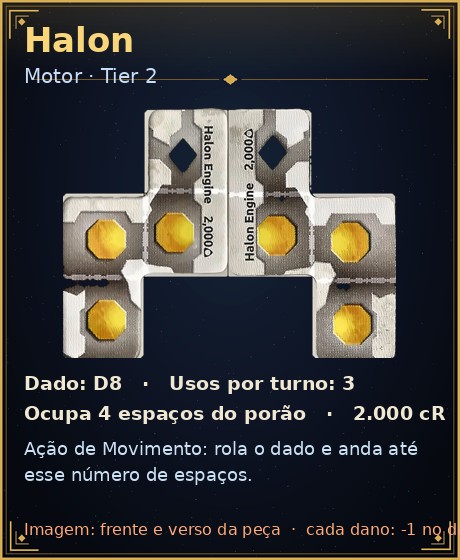 Halon
Motor · Tier 2
Halon Engine 2,000
Halon Engine 2,000
Dado: D8 · Usos por turno: 3
Ocupa 4 espaços do porão · 2.000 cR
Ação de Movimento: rola o dado e anda até
esse número de espaços.
Imagem: frente e verso da peça · cada dano: -1 no d